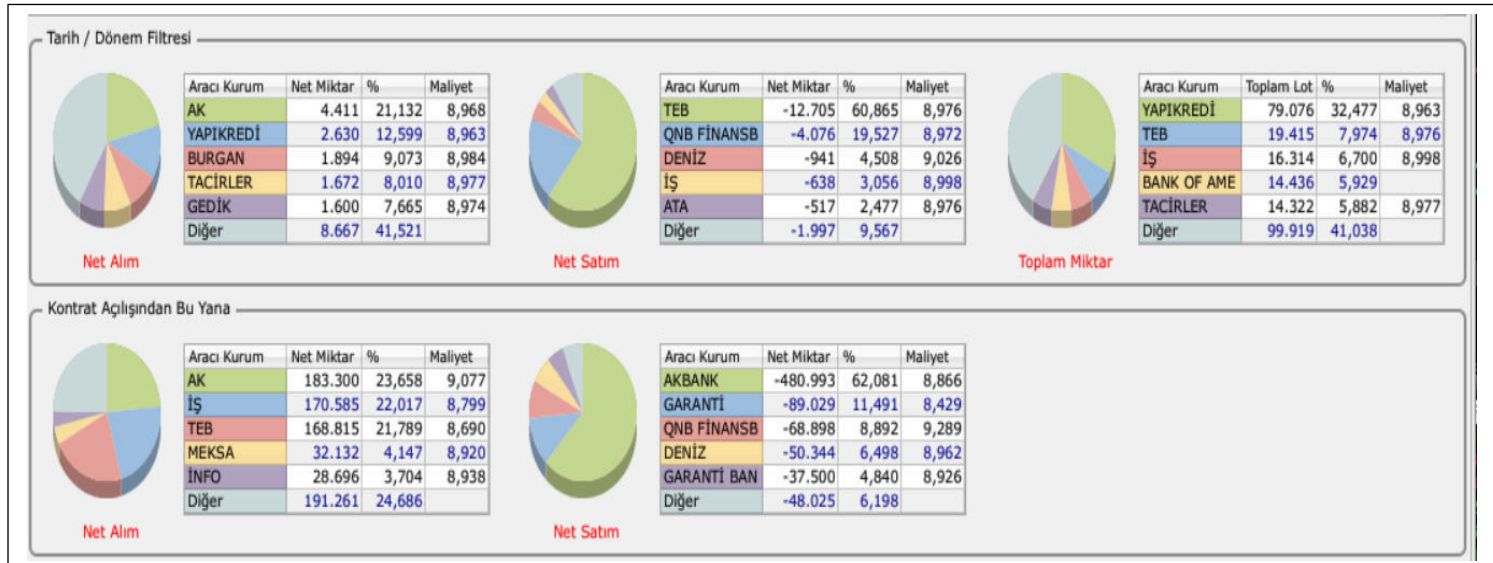 Tarih / Dönem Filtresi
Aracı Kurum Net Miktar % Maliyet
AK 4.411 21,132 8,968
YAPIKREDİ 2.630 12,599 8,963
BURGAN 1.894 9,073 8,984
TACİRLER 1.672 8,010 8,977
GEDİK 1.600 7,665 8,974
Diğer 8.667 41,521
Net Alım
Aracı Kurum Net Miktar % Maliyet
TEB -12.705 60,865 8,976
QNB FİNANSB -4.076 19,527 8,972
DENİZ -941 4,508 9,026
İŞ -638 3,056 8,998
ATA -517 2,477 8,976
Diğer -1.997 9,567
Net Satım
Aracı Kurum Toplam Lot % Maliyet
YAPIKREDİ 79.076 32,477 8,963
TEB 19.415 7,974 8,976
İŞ 16.314 6,700 8,998
BANK OF AME 14.436 5,929
TACİRLER 14.322 5,882 8,977
Diğer 99.919 41,038
Toplam Miktar
Kontrat Açılışından Bu Yana
Aracı Kurum Net Miktar % Maliyet
AK 183.300 23,658 9,077
İŞ 170.585 22,017 8,799
TEB 168.815 21,789 8,690
MEKSA 32.132 4,147 8,920
İNFO 28.696 3,704 8,938
Diğer 191.261 24,686
Net Alım
Aracı Kurum Net Miktar % Maliyet
AKBANK -480.993 62,081 8,866
GARANTİ -89.029 11,491 8,429
QNB FİNANSB -68.898 8,892 9,289
DENİZ -50.344 6,498 8,962
GARANTİ BAN -37.500 4,840 8,926
Diğer -48.025 6,198
Net Satım